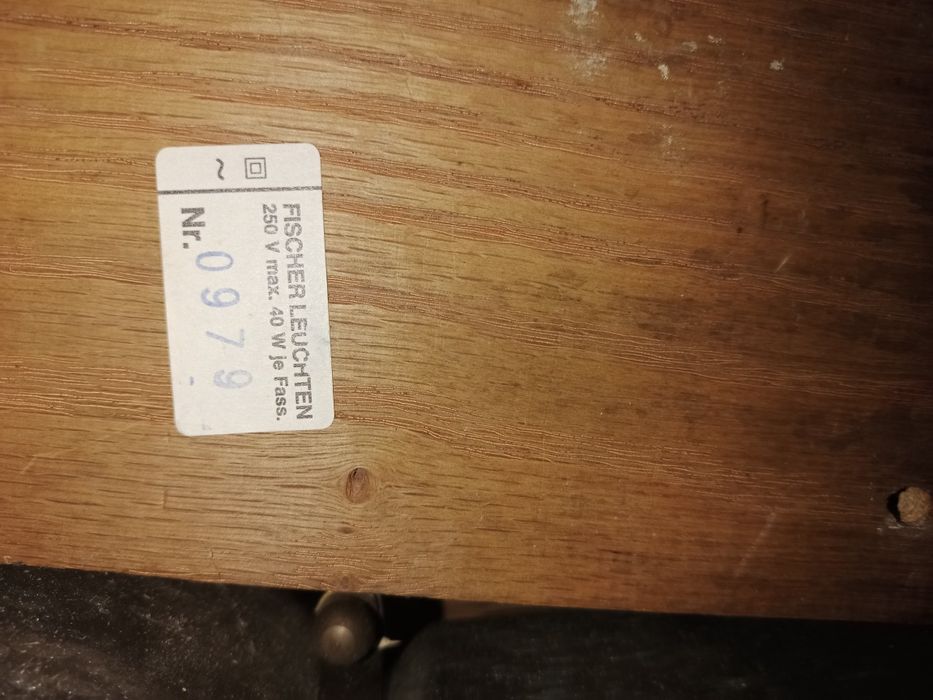 FISCHER LEUCHTEN
250 V max. 40 W je Fass.
Nr. 0979
~